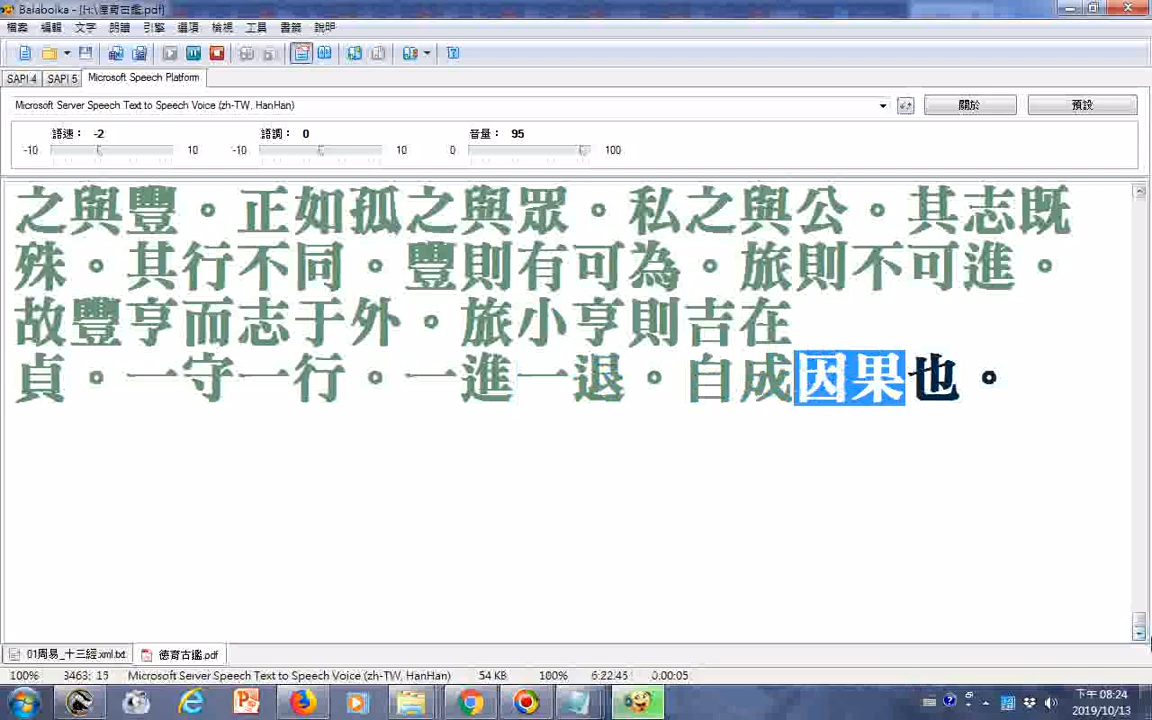 Balabolka - [H:\德育古鑑.pdf]
檔案 編輯 文字 朗讀 引擎 選項 檢視 工具 書籤 說明
SAPI 4 SAPI 5 Microsoft Speech Platform
Microsoft Server Speech Text to Speech Voice (zh-TW, HanHan) 關於 預設
語速： -2 語調： 0 音量： 95
-10 10 -10 10 0 100
之與豐。正如孤之與眾。私之與公。其志既
殊。其行不同。豐則有可為。旅則不可進。
故豐亨而志于外。旅小亨則吉在
貞。一守一行。一進一退。自成因果也。
01周易_十三經.xml.txt 德育古鑑.pdf
100% 3463: 15 Microsoft Server Speech Text to Speech Voice (zh-TW, HanHan) 54 KB 100% 6:22:45 0:00:05
下午 08:24
2019/10/13